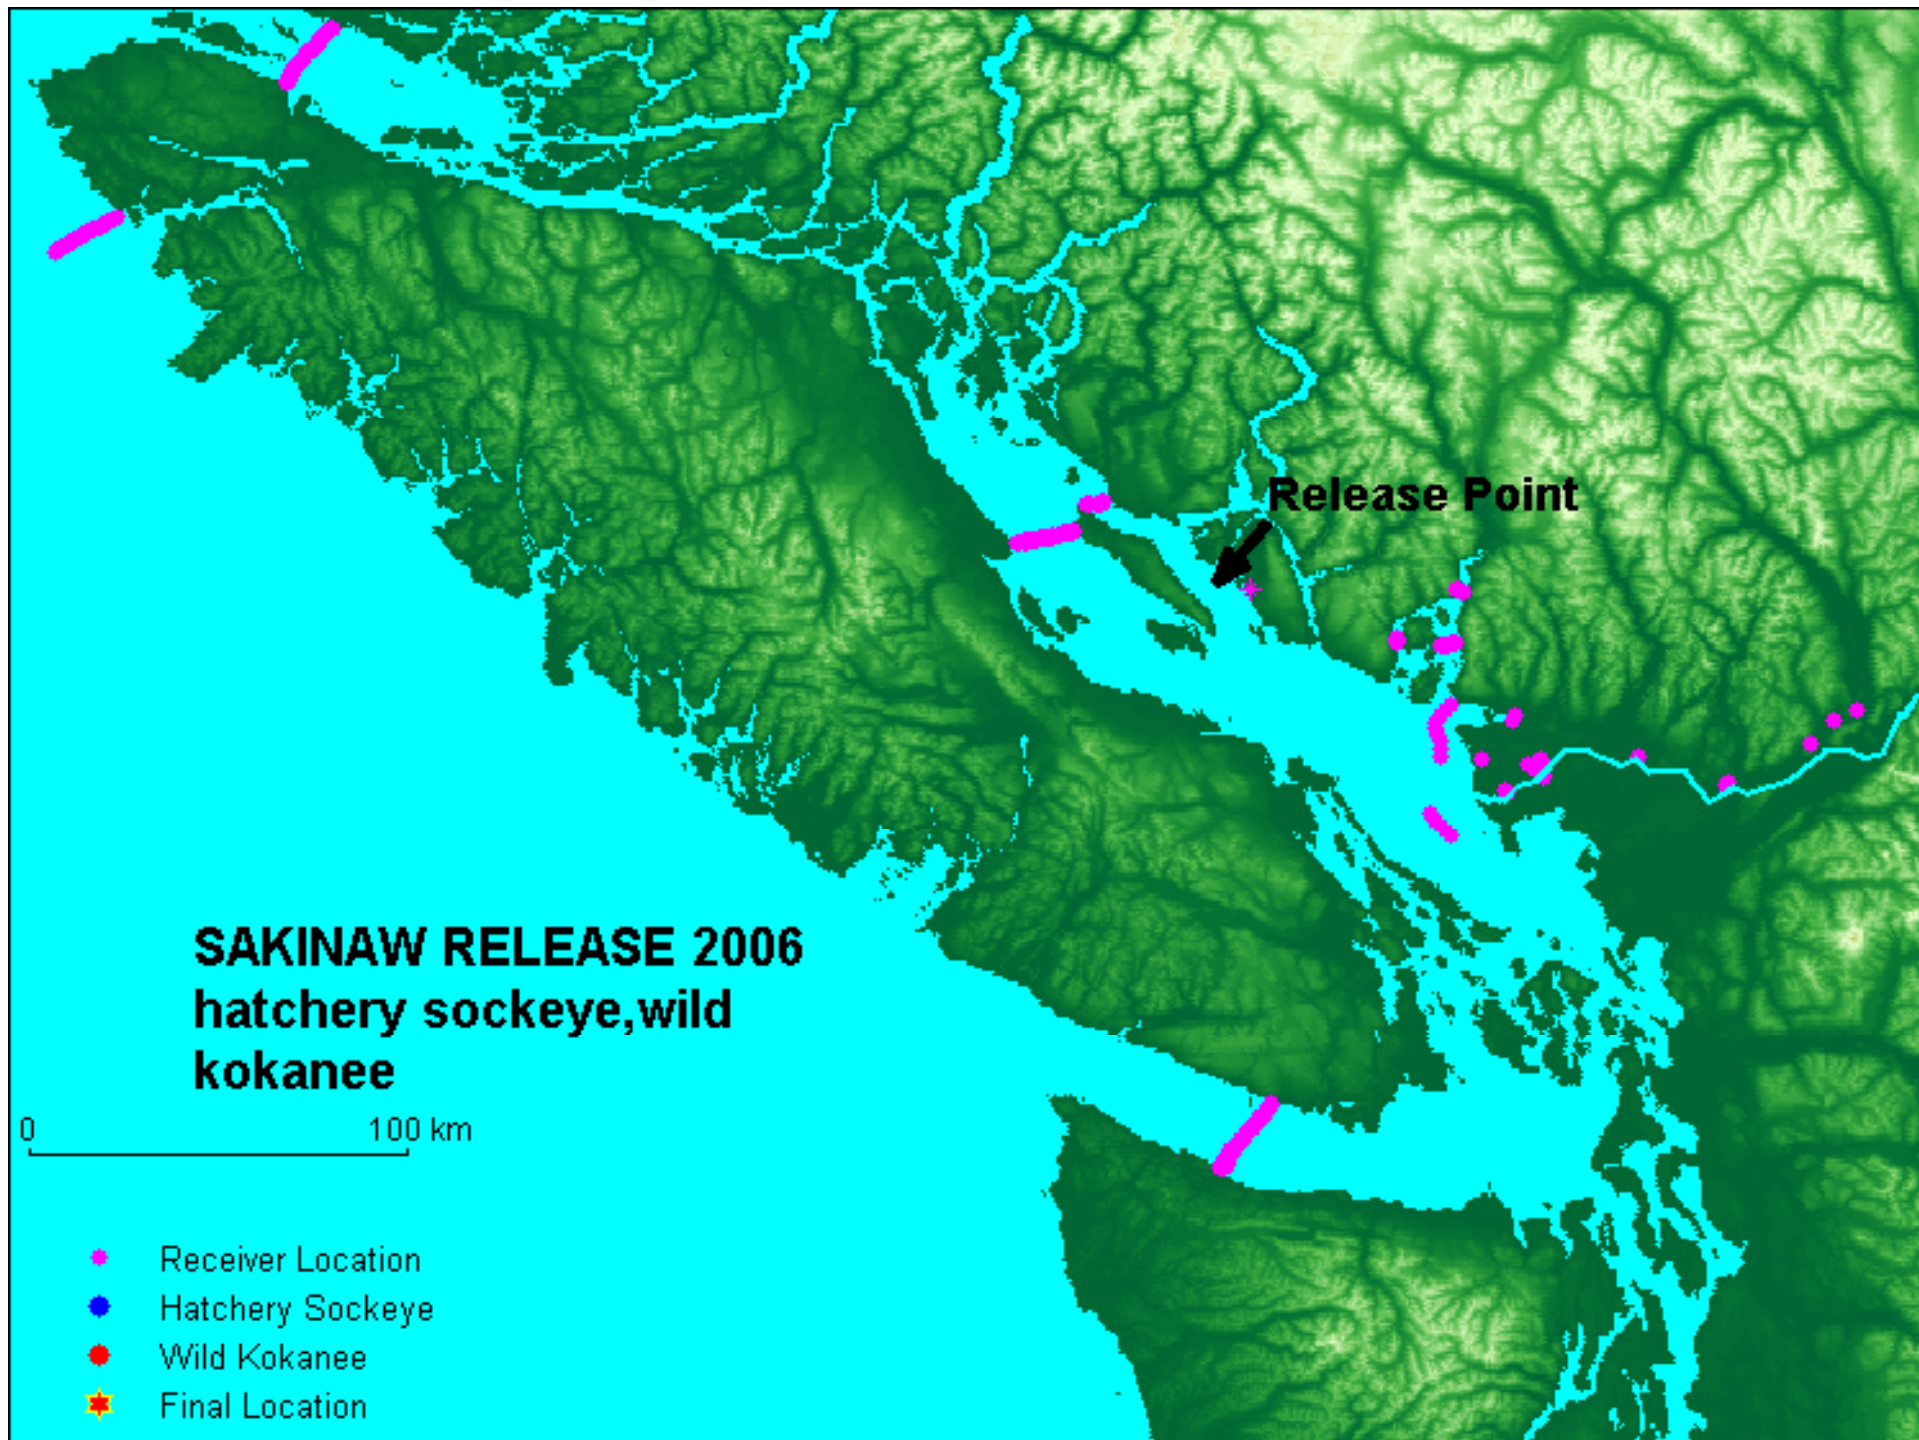 Release Point
SAKINAW RELEASE 2006
hatchery sockeye,wild
kokanee
0 100 km
Receiver Location
Hatchery Sockeye
Wild Kokanee
Final Location